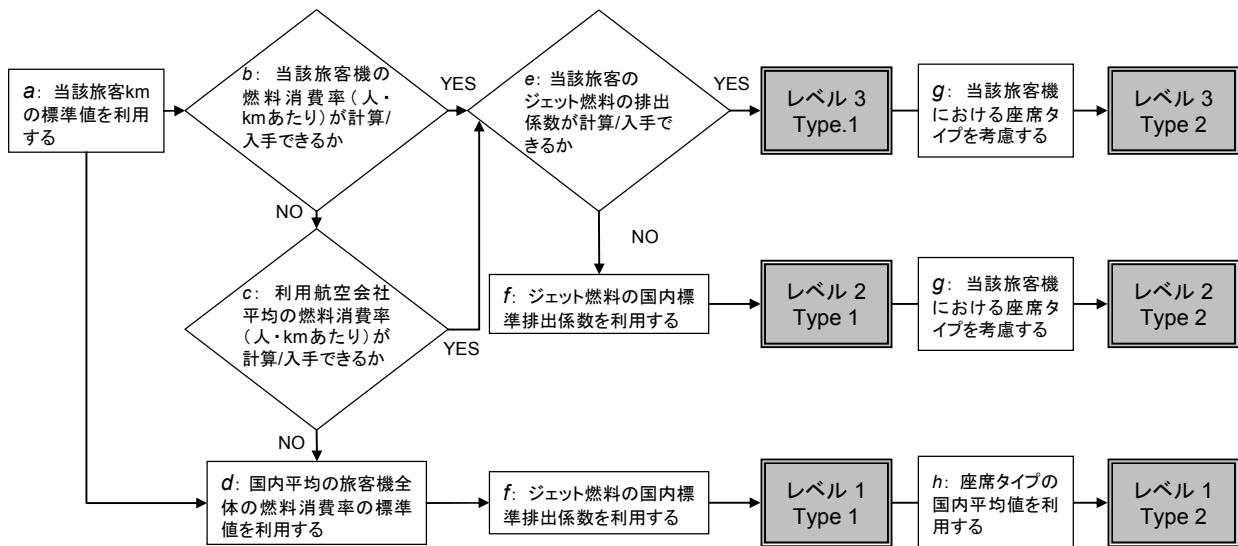 a: 当該旅客km
の標準値を利用
する
b: 当該旅客機の
燃料消費率(人・
kmあたり)が計算/
入手できるか
YES
NO
c: 利用航空会社
平均の燃料消費率
(人・kmあたり)が
計算/入手できるか
YES
NO
d: 国内平均の旅客機全
体の燃料消費率の標準
値を利用する
e: 当該旅客の
ジェット燃料の排出
係数が計算/入手で
きるか
YES
NO
レベル 3
Type.1
g: 当該旅客機
における座席タ
イプを考慮する
レベル 3
Type 2
f: ジェット燃料の国内標
準排出係数を利用する
レベル 2
Type 1
g: 当該旅客機
における座席タ
イプを考慮する
レベル 2
Type 2
f: ジェット燃料の国内標
準排出係数を利用する
レベル 1
Type 1
h: 座席タイプの
国内平均値を利
用する
レベル 1
Type 2